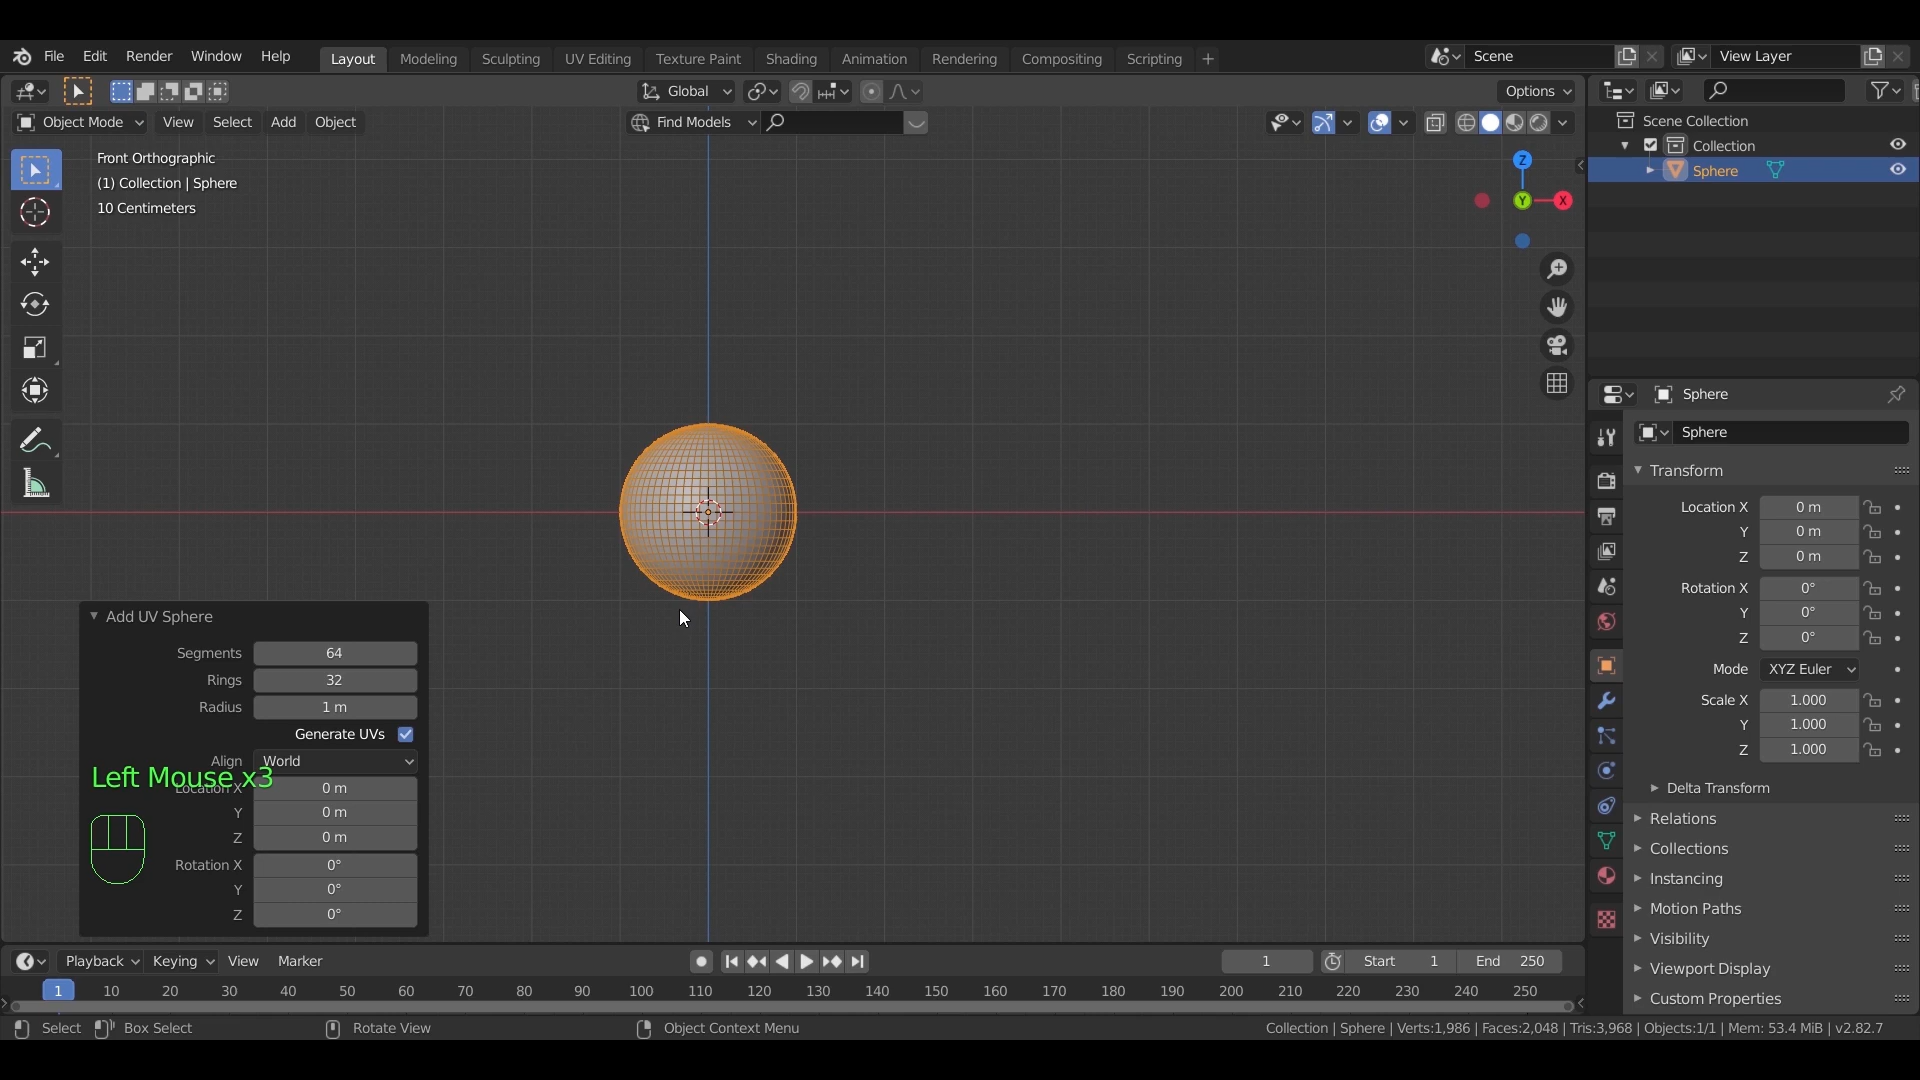 File Edit Render Window Help Layout Modeling Sculpting UV Editing Texture Paint Shading Animation Rendering Compositing Scripting + Scene View Layer
Global Options
Object Mode View Select Add Object Find Models
Front Orthographic
(1) Collection | Sphere
10 Centimeters
Z
Y
X
Scene Collection
Collection
Sphere
Sphere
Sphere
Transform
Location X 0 m
Y 0 m
Z 0 m
Rotation X 0°
Y 0°
Z 0°
Mode XYZ Euler
Scale X 1.000
Y 1.000
Z 1.000
Delta Transform
Relations
Collections
Instancing
Motion Paths
Visibility
Viewport Display
Custom Properties
Add UV Sphere
Segments 64
Rings 32
Radius 1 m
Generate UVs
Align World
Left Mouse x3
Location X 0 m
Y 0 m
Z 0 m
Rotation X 0°
Y 0°
Z 0°
Playback Keying View Marker 1 Start 1 End 250
1 10 20 30 40 50 60 70 80 90 100 110 120 130 140 150 160 170 180 190 200 210 220 230 240 250
Select Box Select Rotate View Object Context Menu Collection | Sphere | Verts:1,986 | Faces:2,048 | Tris:3,968 | Objects:1/1 | Mem: 53.4 MiB | v2.82.7